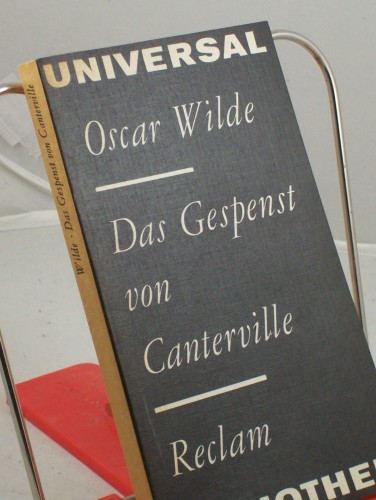 UNIVERSAL
Oscar Wilde
Das Gespenst
von
Canterville
Reclam
Wilde · Das Gespenst von Canterville